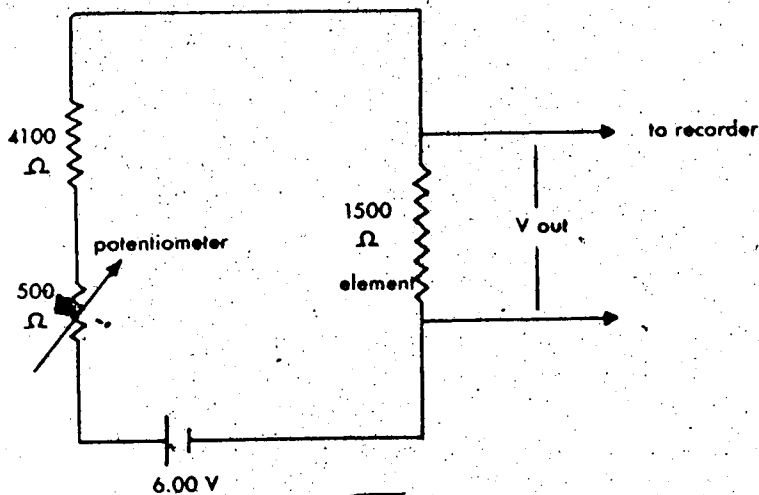 4100
Ω
to recorder
1500
Ω
element
V out
potentiometer
500
Ω
6.00 V